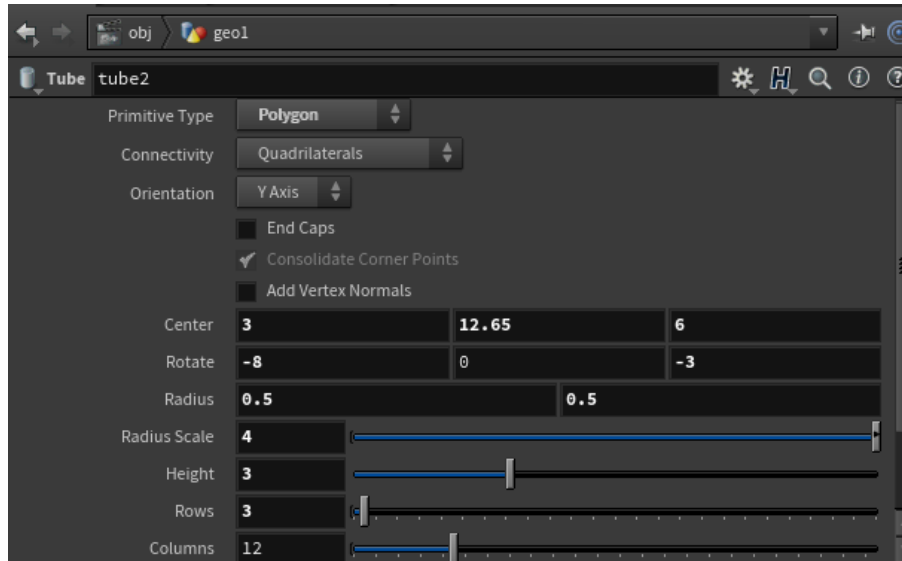 obj geo1
Tube tube2
Primitive Type Polygon
Connectivity Quadrilaterals
Orientation Y Axis
End Caps
Consolidate Corner Points
Add Vertex Normals
Center 3 12.65 6
Rotate -8 0 -3
Radius 0.5 0.5
Radius Scale 4
Height 3
Rows 3
Columns 12